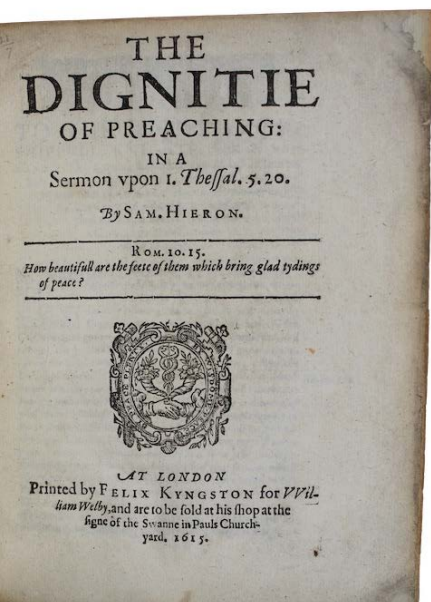 THE
DIGNITIE
OF PREACHING:
IN A
Sermon vpon 1. Theſſal. 5.20.
By SAM. HIERON.
ROM. 10. 15.
How beautifull are the feete of them which bring glad tydings
of peace?
AT LONDON
Printed by FELIX KYNGSTON for VVil-
liam Welby, and are to be ſold at his ſhop at the
ſigne of the Swanne in Pauls Church-
yard. 1615.